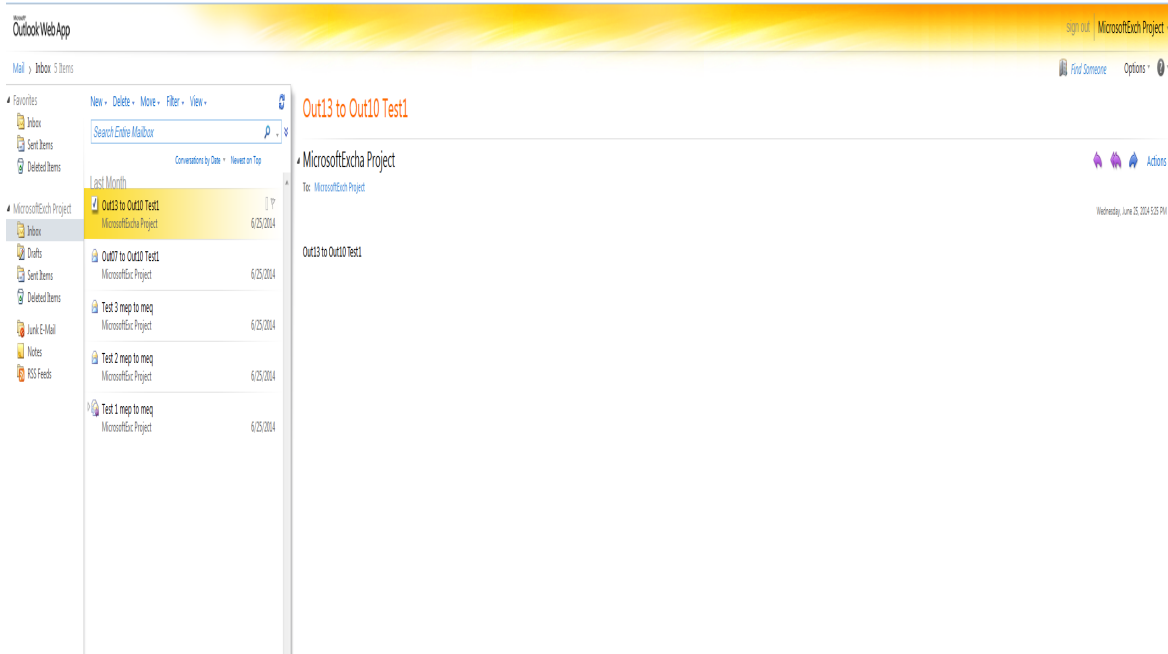 Microsoft
Outlook Web App
sign out MicrosoftExch Project
Mail > Inbox 5 Items
Find Someone Options ?
Favorites
Inbox
Sent Items
Deleted Items
MicrosoftExch Project
Inbox
Drafts
Sent Items
Deleted Items
Junk E-Mail
Notes
RSS Feeds
New Delete Move Filter View
Search Entire Mailbox
Conversations by Date Newest on Top
Last Month
Out13 to Out10 Test1
MicrosoftExcha Project 6/25/2014
Out07 to Out10 Test1
MicrosoftExc Project 6/25/2014
Test 3 mep to meq
MicrosoftExc Project 6/25/2014
Test 2 mep to meq
MicrosoftExc Project 6/25/2014
Test 1 mep to meq
MicrosoftExc Project 6/25/2014
Out13 to Out10 Test1
MicrosoftExcha Project
Actions
To: MicrosoftExch Project
Wednesday, June 25, 2014 5:25 PM
Out13 to Out10 Test1